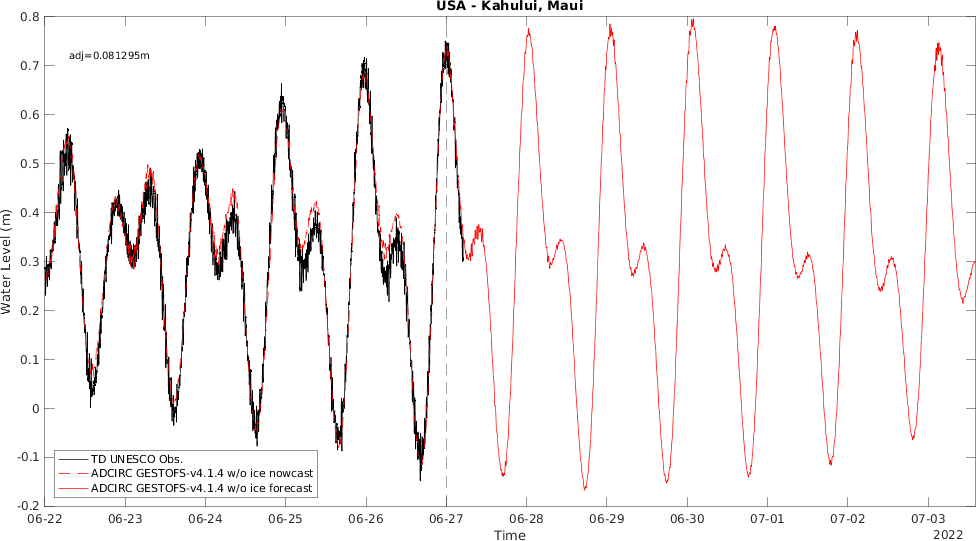 USA - Kahului, Maui
0.8
0.7
0.6
0.5
0.4
0.3
0.2
0.1
0
-0.1
-0.2
Water Level (m)
adj=0.081295m
TD UNESCO Obs.
ADCIRC GESTOFS-v4.1.4 w/o ice nowcast
ADCIRC GESTOFS-v4.1.4 w/o ice forecast
06-22 06-23 06-24 06-25 06-26 06-27 06-28 06-29 06-30 07-01 07-02 07-03
Time
2022